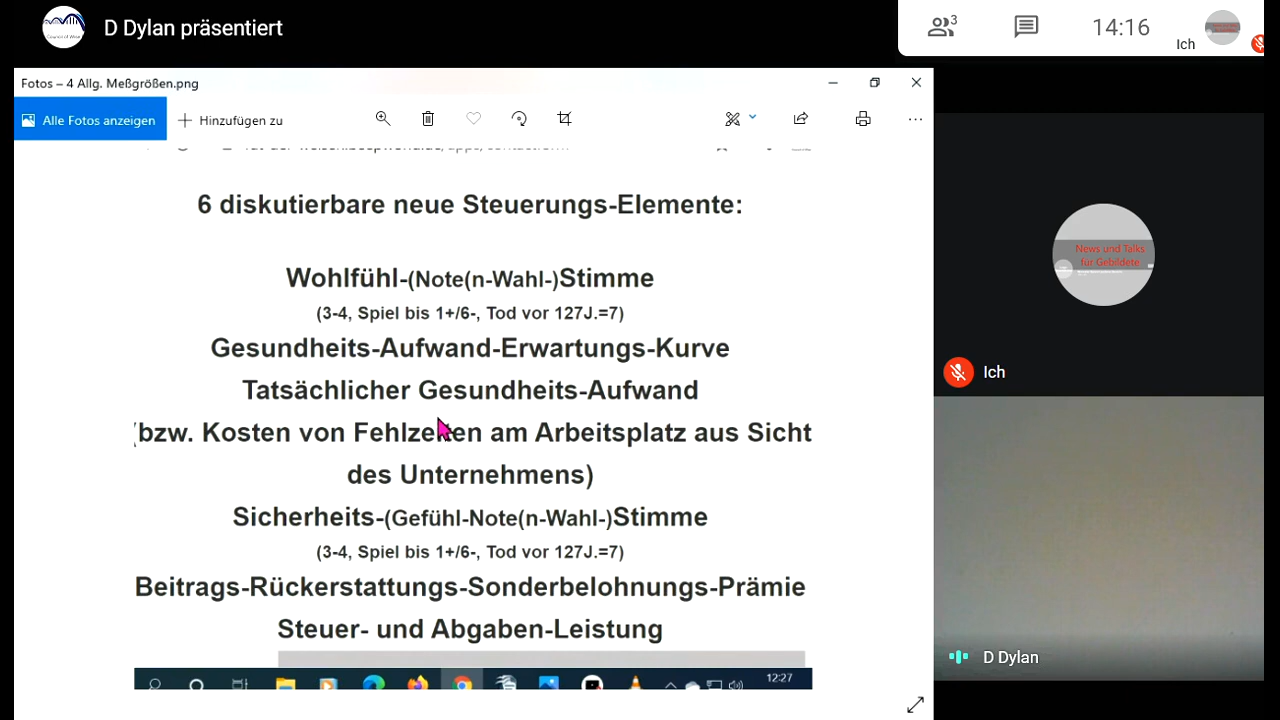 D Dylan präsentiert
3
14:16
Ich
Fotos – 4 Allg. Meßgrößen.png
Alle Fotos anzeigen
Hinzufügen zu
6 diskutierbare neue Steuerungs-Elemente:
Wohlfühl-(Note(n-Wahl-)Stimme
(3-4, Spiel bis 1+/6-, Tod vor 127J.=7)
Gesundheits-Aufwand-Erwartungs-Kurve
Tatsächlicher Gesundheits-Aufwand
(bzw. Kosten von Fehlzeiten am Arbeitsplatz aus Sicht
des Unternehmens)
Sicherheits-(Gefühl-Note(n-Wahl-)Stimme
(3-4, Spiel bis 1+/6-, Tod vor 127J.=7)
Beitrags-Rückerstattungs-Sonderbelohnungs-Prämie
Steuer- und Abgaben-Leistung
12:27
News und Talks
für Gebildete
Ich
D Dylan